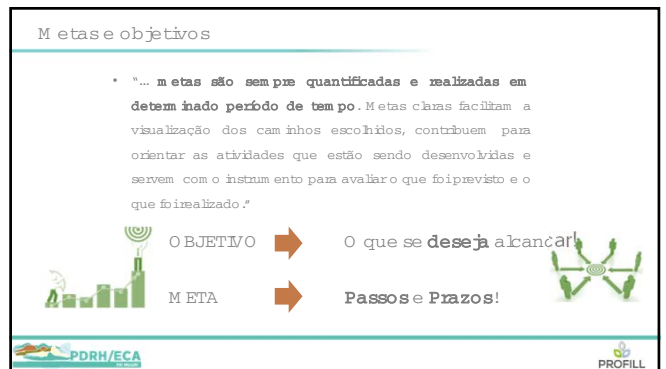 Metas e objetivos
• "... metas são sempre quantificadas e realizadas em
determinado período de tempo. Metas claras facilitam a
visualização dos caminhos escolhidos, contribuem para
orientar as atividades que estão sendo desenvolvidas e
servem como instrumento para avaliar o que foi previsto e o
que foi realizado."
OBJETIVO O que se deseja alcançar!
META Passos e Prazos!
PDRH/ECA
PROFILL